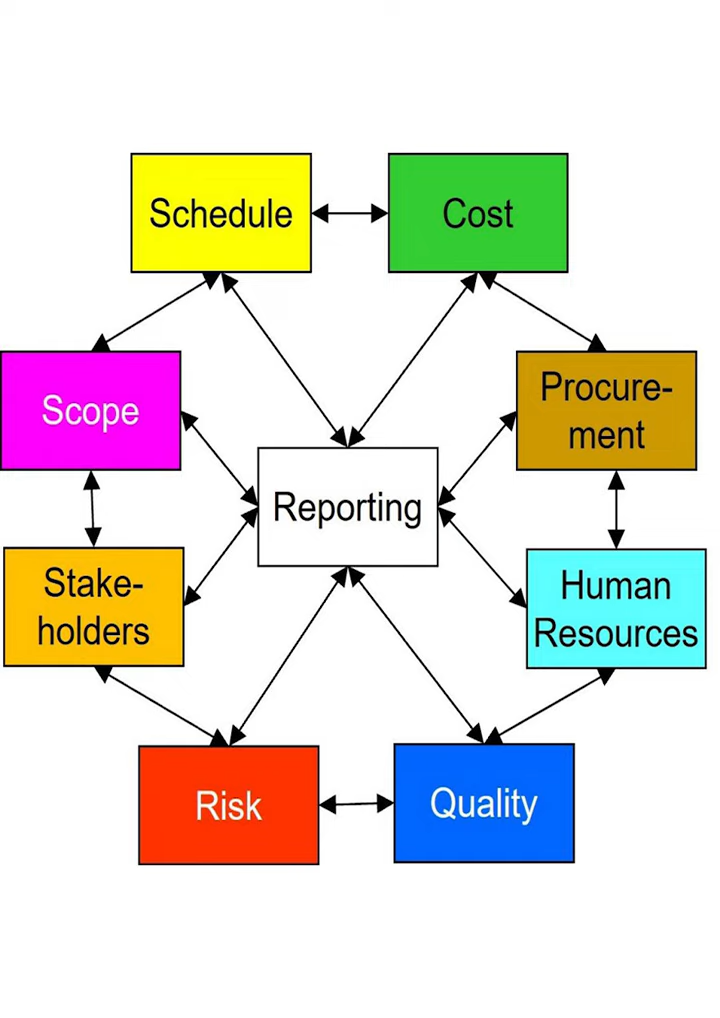 Schedule
Cost
Scope
Procure-
ment
Reporting
Stake-
holders
Human
Resources
Risk
Quality